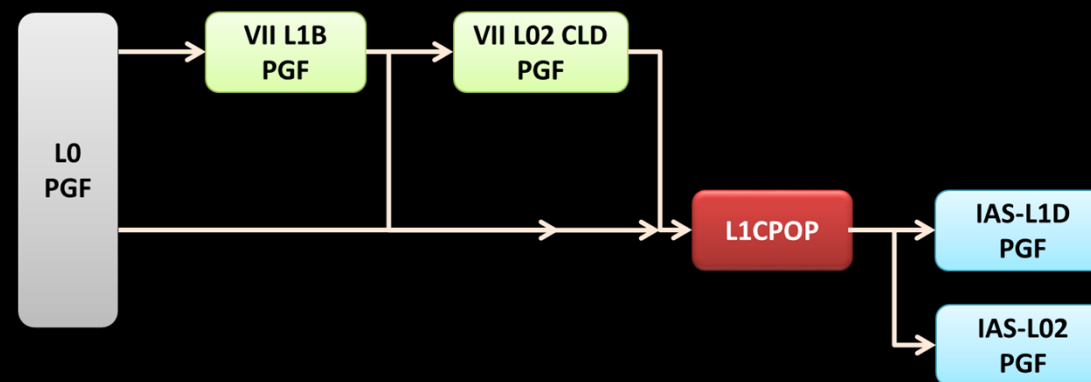 L0
PGF
VII L1B
PGF
VII L02 CLD
PGF
L1CPOP
IAS-L1D
PGF
IAS-L02
PGF